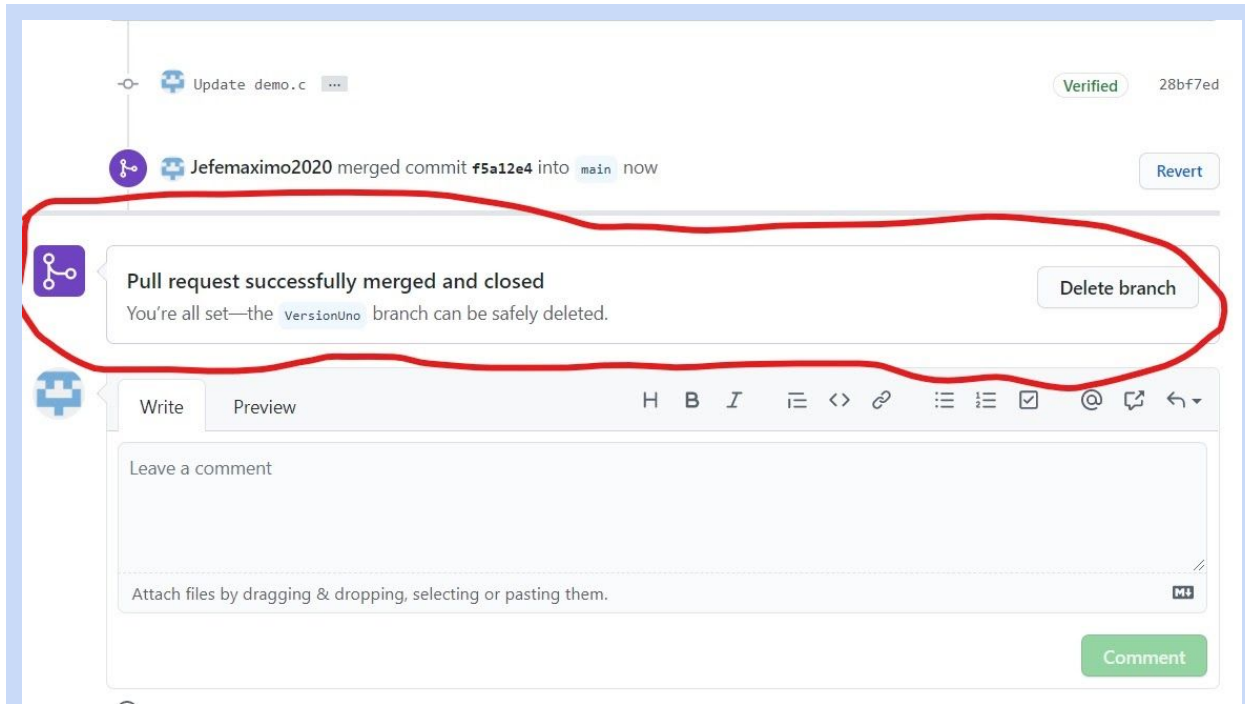 Update demo.c ...
Verified 28bf7ed
Jefemaximo2020 merged commit f5a12e4 into main now
Revert
Pull request successfully merged and closed
You're all set—the VersionUno branch can be safely deleted.
Delete branch
Write Preview
H B I @
Leave a comment
Attach files by dragging & dropping, selecting or pasting them.
M
Comment